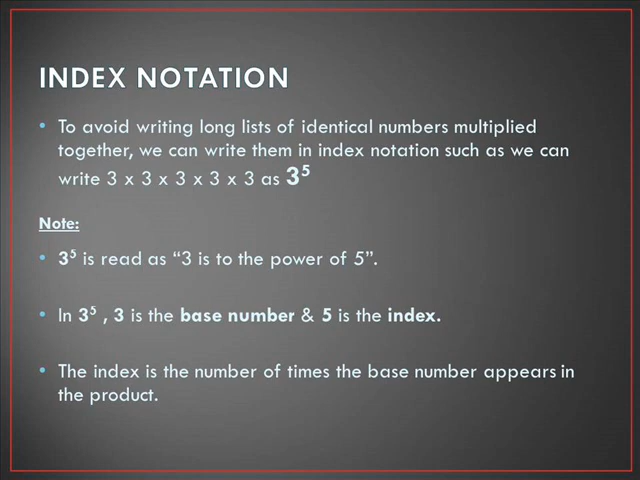 INDEX NOTATION
• To avoid writing long lists of identical numbers multiplied
together, we can write them in index notation such as we can
write 3 x 3 x 3 x 3 x 3 as 3⁵
Note:
• 3⁵ is read as “3 is to the power of 5”.
• In 3⁵ , 3 is the base number & 5 is the index.
• The index is the number of times the base number appears in
the product.